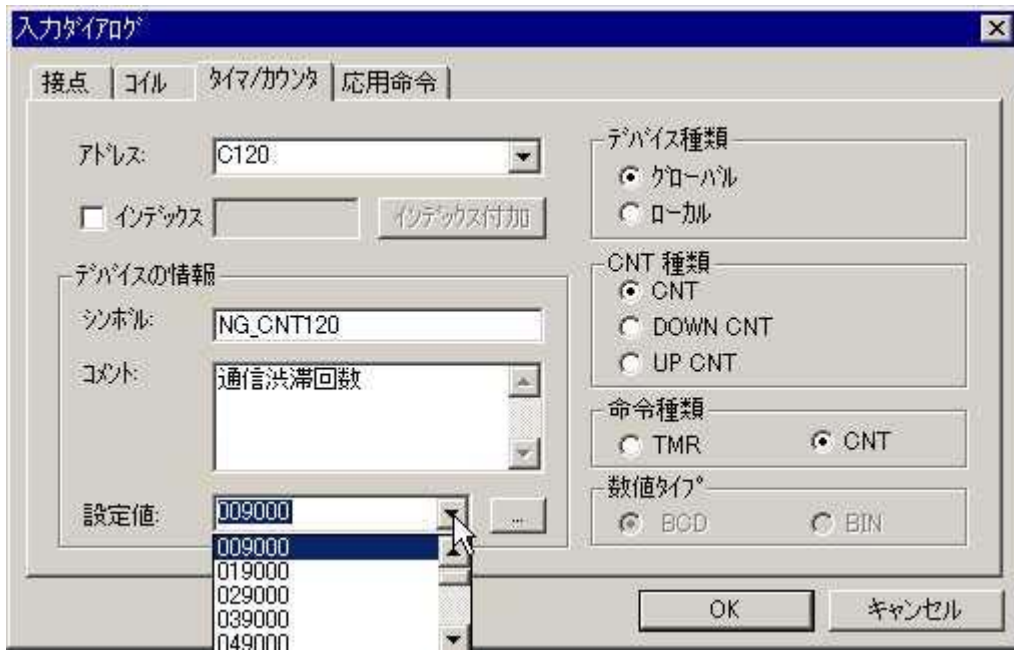 入力ﾀﾞｲｱﾛｸﾞ
接点
ｺｲﾙ
ﾀｲﾏ/ｶｳﾝﾀ
応用命令
ｱﾄﾞﾚｽ:
C120
ｲﾝﾃﾞｯｸｽ
ｲﾝﾃﾞｯｸｽ付加
ﾃﾞﾊﾞｲｽの情報
ｼﾝﾎﾞﾙ:
NG_CNT120
ｺﾒﾝﾄ:
通信渋滞回数
設定値:
009000
...
009000
019000
029000
039000
049000
ﾃﾞﾊﾞｲｽ種類
ｸﾞﾛｰﾊﾞﾙ
ﾛｰｶﾙ
CNT 種類
CNT
DOWN CNT
UP CNT
命令種類
TMR
CNT
数値ﾀｲﾌﾟ
BCD
BIN
OK
ｷｬﾝｾﾙ